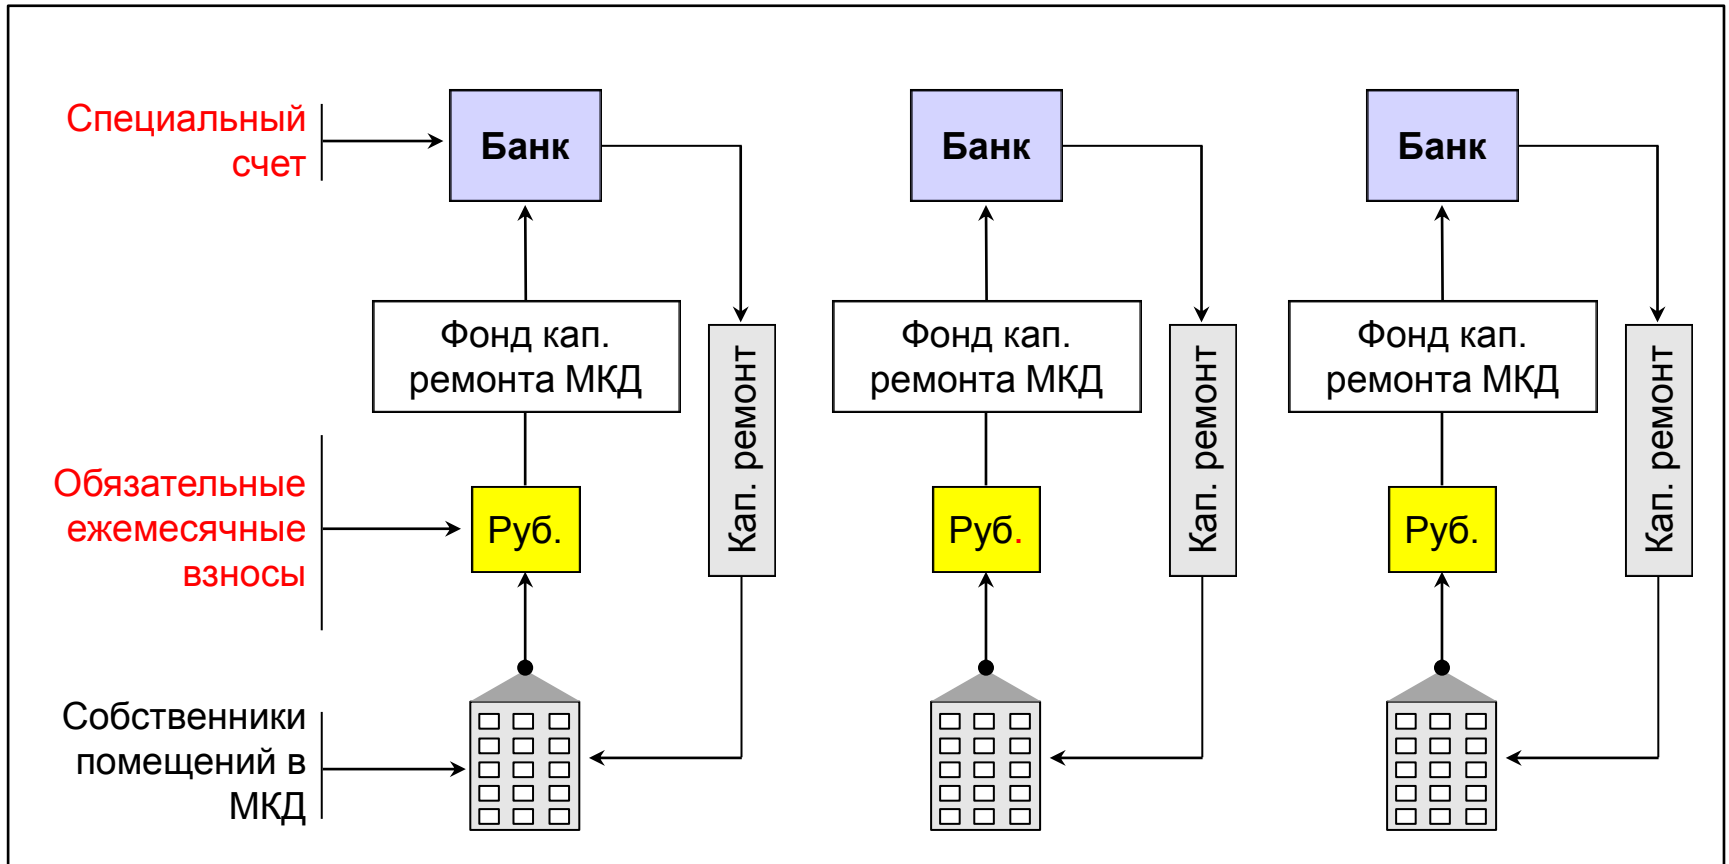 Специальный
счет
Банк
Банк
Банк
Фонд кап.
ремонта МКД
Кап. ремонт
Фонд кап.
ремонта МКД
Кап. ремонт
Фонд кап.
ремонта МКД
Кап. ремонт
Обязательные
ежемесячные
взносы
Руб.
Руб.
Руб.
Собственники
помещений в
МКД